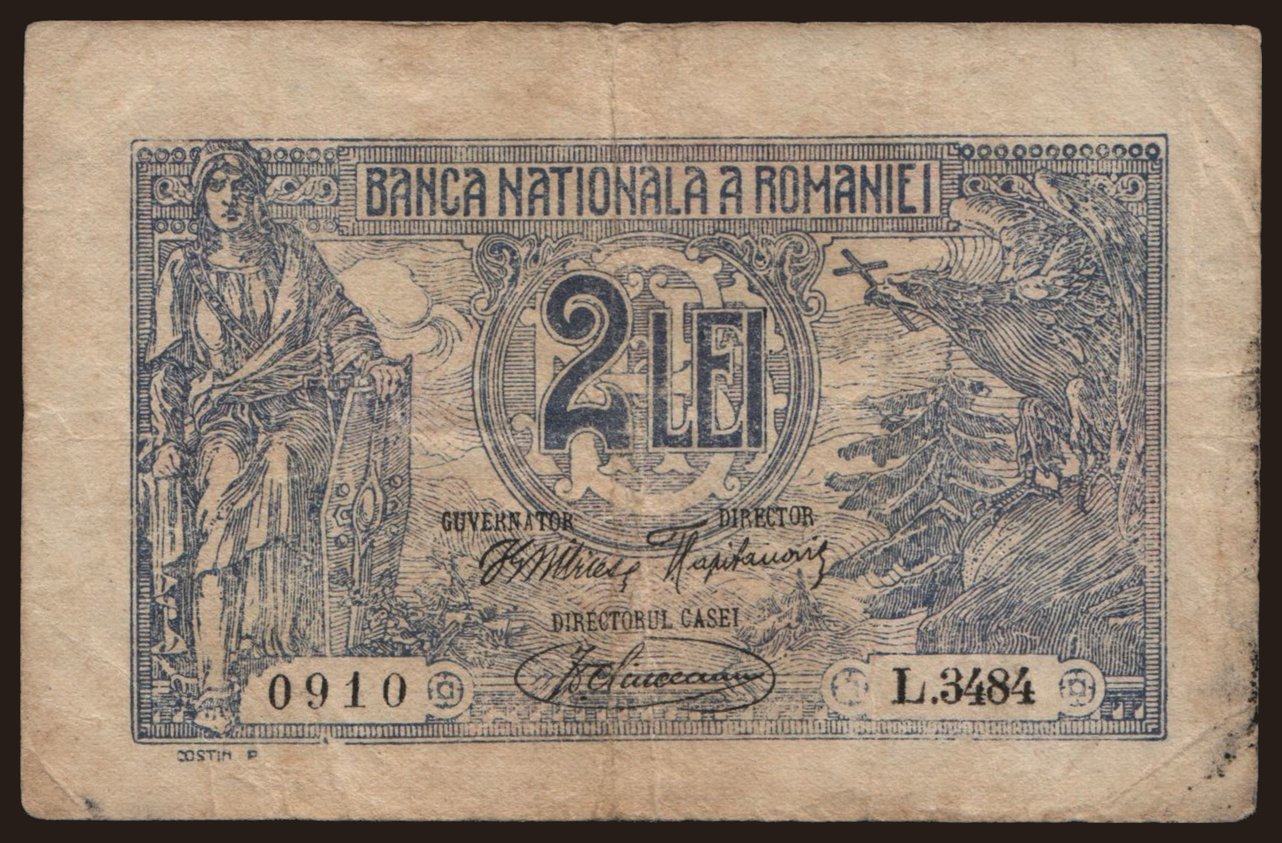 BANCA NATIONALA A ROMANIEI
2 LEI
GUVERNATOR DIRECTOR
DIRECTORUL CASEI
0910 L.3484
COSTIN P